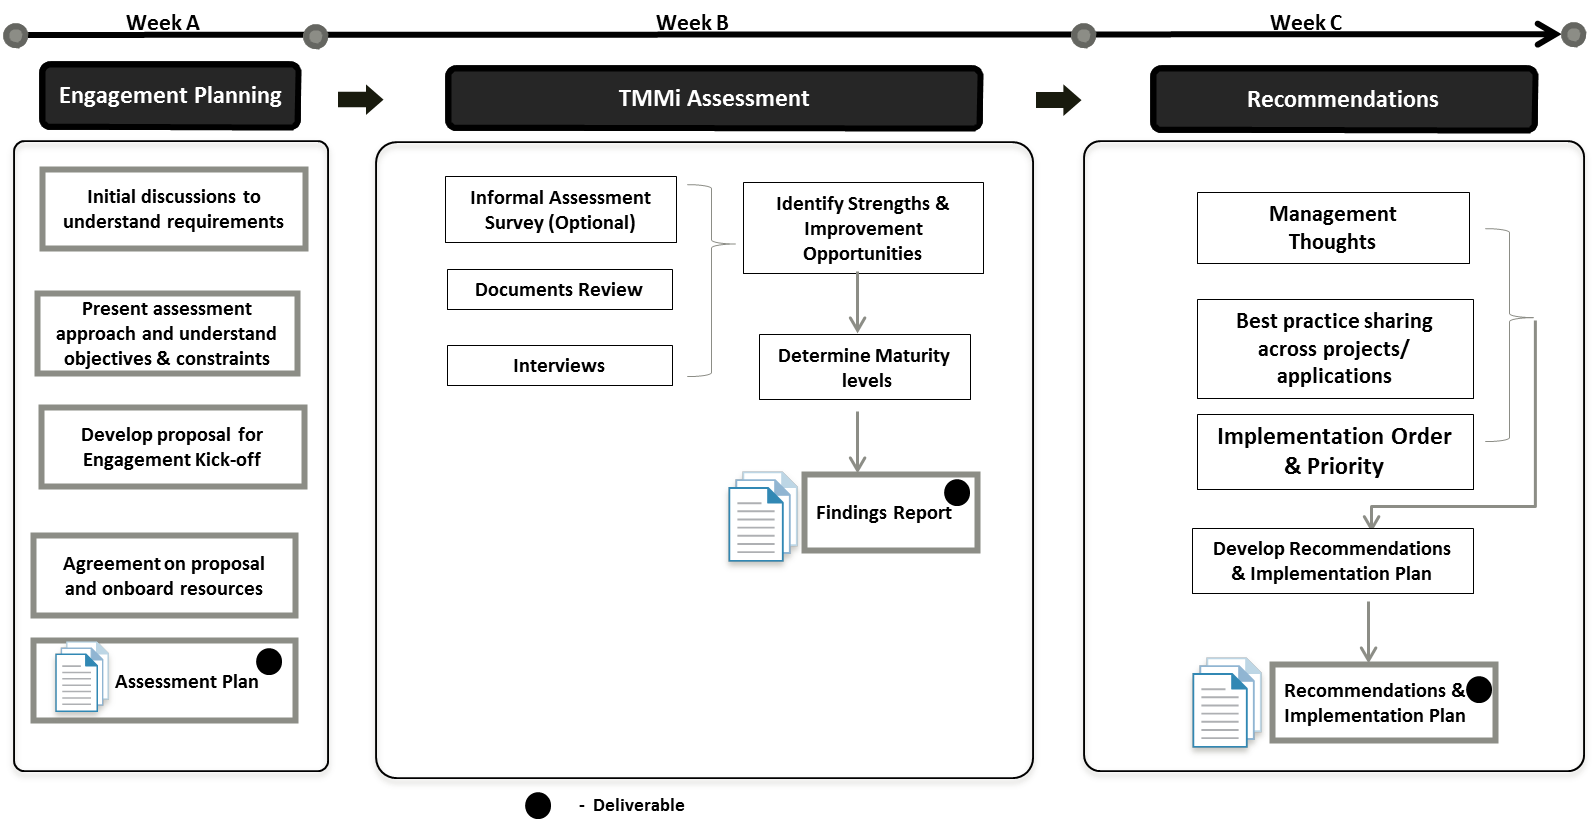 Week A
Week B
Week C
Engagement Planning
TMMi Assessment
Recommendations
Initial discussions to
understand requirements
Present assessment
approach and understand
objectives & constraints
Develop proposal for
Engagement Kick-off
Agreement on proposal
and onboard resources
Assessment Plan
Informal Assessment
Survey (Optional)
Documents Review
Interviews
Identify Strengths &
Improvement
Opportunities
Determine Maturity
levels
Findings Report
Management
Thoughts
Best practice sharing
across projects/
applications
Implementation Order
& Priority
Develop Recommendations
& Implementation Plan
Recommendations &
Implementation Plan
- Deliverable